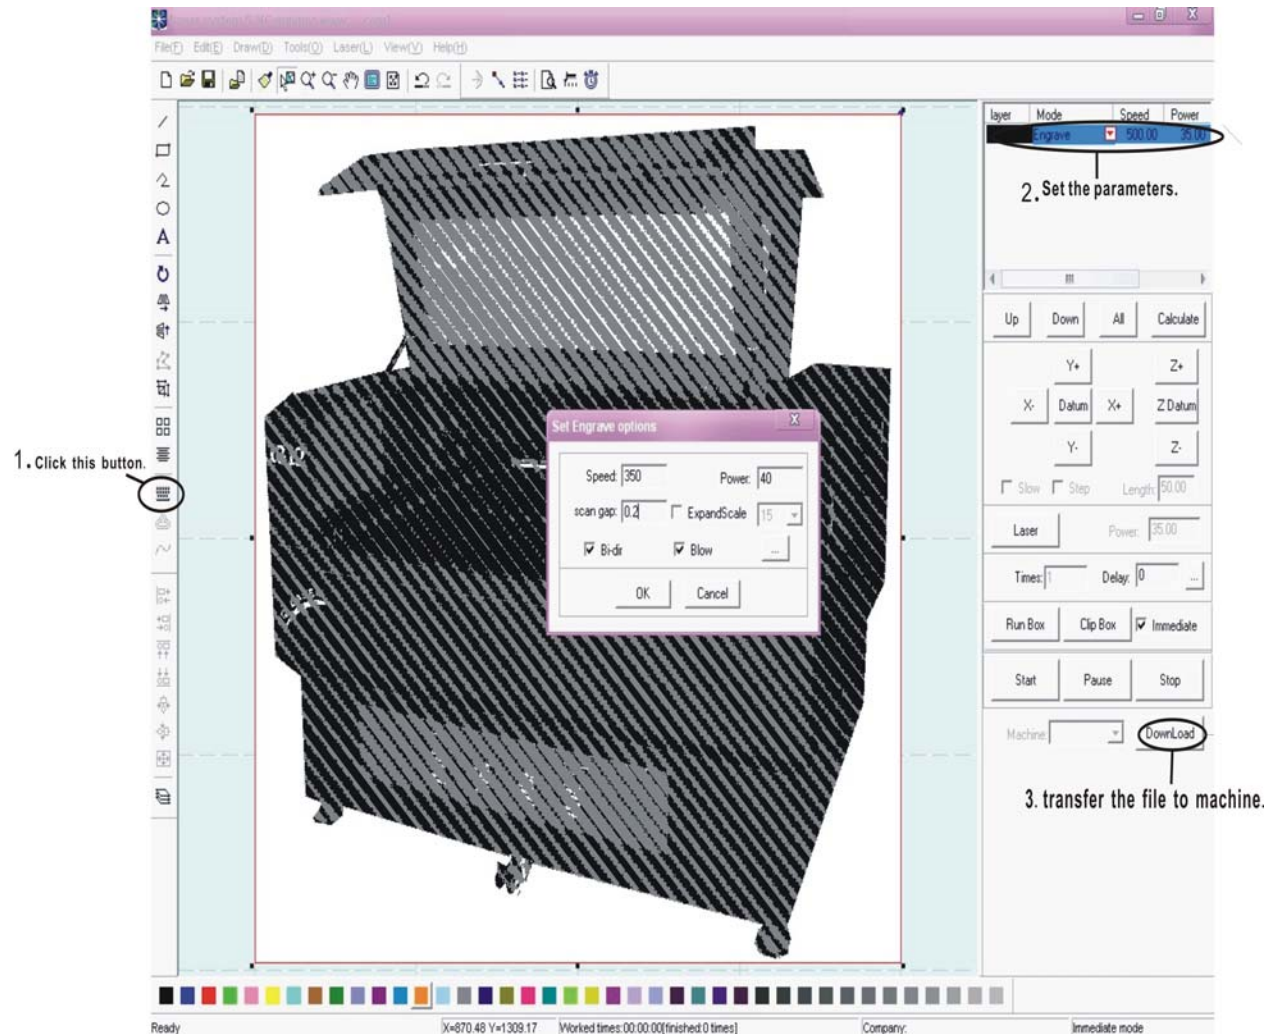 File(F) Edit(E) Draw(D) Tools(O) Laser(L) View(V) Help(H)
layer Mode Speed Power
Engrave 500.00 35.00
2. Set the parameters.
Up Down All Calculate
Y+ Z+
X- Datum X+ Z Datum
Y- Z-
Slow Step Length: 50.00
Laser Power: 35.00
Times: 1 Delay: 0 ...
Run Box Clip Box Immediate
Start Pause Stop
Machine: DownLoad
3. transfer the file to machine.
1. Click this button.
Set Engrave options X
Speed: 350 Power: 40
scan gap: 0.2 ExpandScale 15
Bi-dir Blow ...
OK Cancel
Ready X=870.48 Y=1309.17 Worked times:00:00:00[finished:0 times] Company: Immediate mode